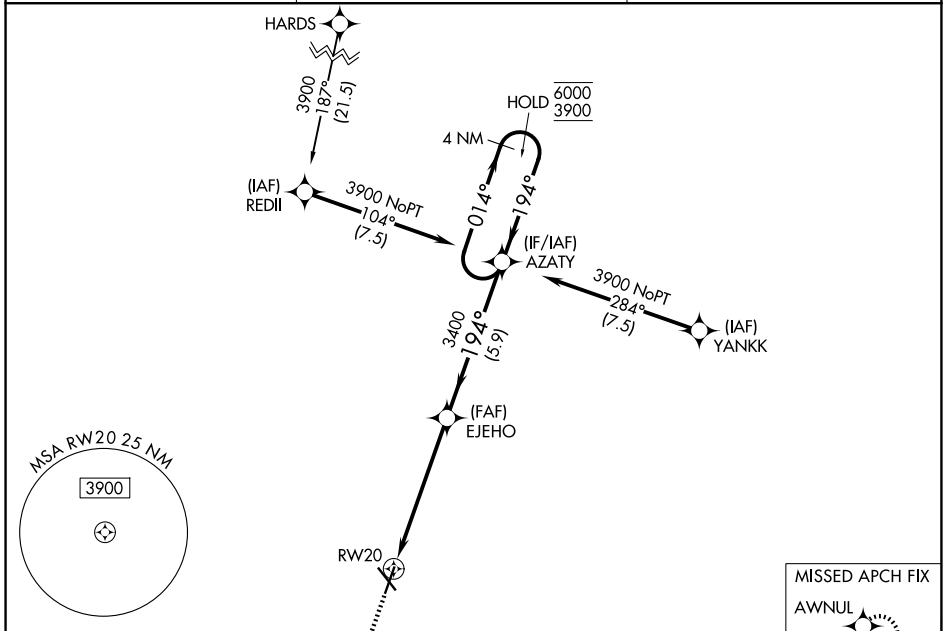 HARDS
3900
187°
(21.5)
HOLD 6000
3900
4 NM
(IAF)
REDII
3900 NoPT
104°
(7.5)
014°
194°
(IF/IAF)
AZATY
3900 NoPT
284°
(7.5)
(IAF)
YANKK
3400
194°
(5.9)
(FAF)
EJEHO
MSA RW20 25 NM
3900
RW20
MISSED APCH FIX
AWNUL